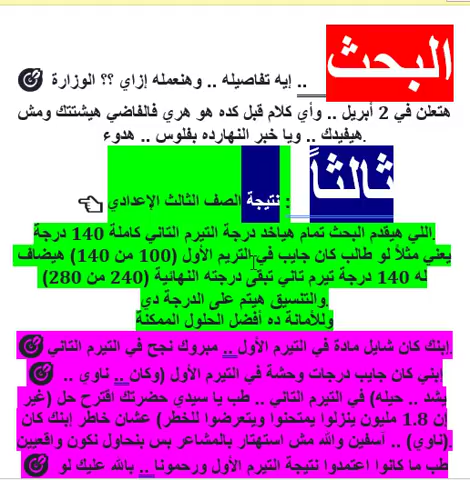 البحث .. إيه تفاصيله .. وهنعمله إزاي ؟؟ الوزارة
هتعلن في 2 أبريل .. وأي كلام قبل كده هو هري فالفاضي هيشتتك ومش
هيفيدك .. ويا خبر النهارده بفلوس .. هدوء.
ثالثاً : نتيجة الصف الثالث الإعدادي
اللي هيقدم البحث تمام هياخد درجة التيرم التاني كاملة 140 درجة.
يعني مثلاً لو طالب كان جايب في التريم الأول (100 من 140) هيضاف
له 140 درجة تيرم تاني تبقى درجته النهائية (240 من 280)
والتنسيق هيتم على الدرجة دي.
وللأمانة ده أفضل الحلول الممكنة
إبنك كان شايل مادة في التيرم الأول .. مبروك نجح في التيرم التاني.
إبني كان جايب درجات وحشة في التيرم الأول (وكان .. ناوي ..
يشد .. حيله) في التيرم التاني .. طب يا سيدي حضرتك اقترح حل (غير
إن 1.8 مليون ينزلوا يمتحنوا ويتعرضوا للخطر) عشان خاطر إبنك كان
(ناوي) .. آسفين والله مش استهتار بالمشاعر بس بنحاول نكون واقعيين.
طب ما كانوا اعتمدوا نتيجة التيرم الأول ورحمونا .. بالله عليك لو